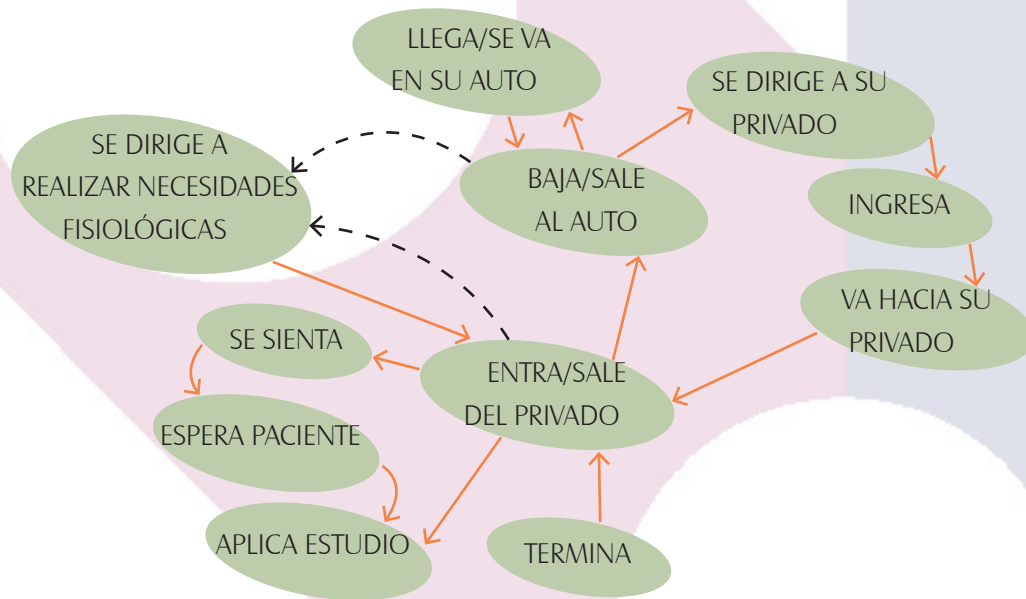 LLEGA/SE VA
EN SU AUTO
SE DIRIGE A SU
PRIVADO
SE DIRIGE A
REALIZAR NECESIDADES
FISIOLÓGICAS
BAJA/SALE
AL AUTO
INGRESA
VA HACIA SU
PRIVADO
SE SIENTA
ENTRA/SALE
DEL PRIVADO
ESPERA PACIENTE
APLICA ESTUDIO
TERMINA